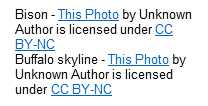 Bison - This Photo by Unknown
Author is licensed under CC
BY-NC
Buffalo skyline - This Photo by
Unknown Author is licensed
under CC BY-NC